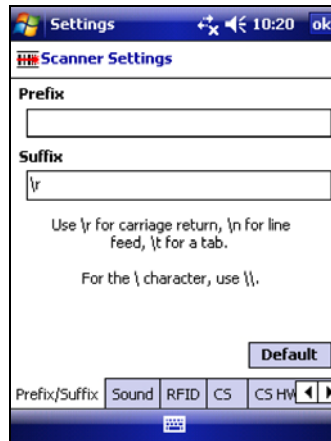 Settings 10:20 ok
Scanner Settings
Prefix
Suffix
\r
Use \r for carriage return, \n for line
feed, \t for a tab.
For the \ character, use \\.
Default
Prefix/Suffix Sound RFID CS CS HW